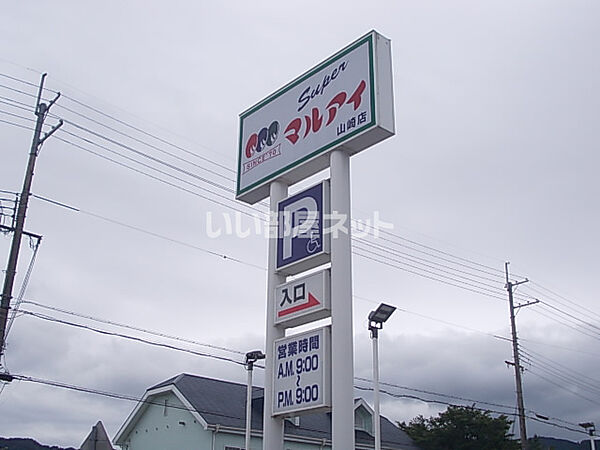 Super
マルアイ
SINCE '70
山崎店
いい部屋ネット
P
入口
営業時間
A.M. 9:00
～
P.M. 9:00